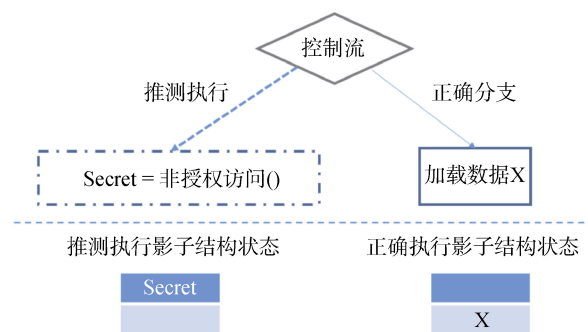 控制流
推测执行
正确分支
Secret = 非授权访问()
加载数据X
推测执行影子结构状态
正确执行影子结构状态
Secret
X